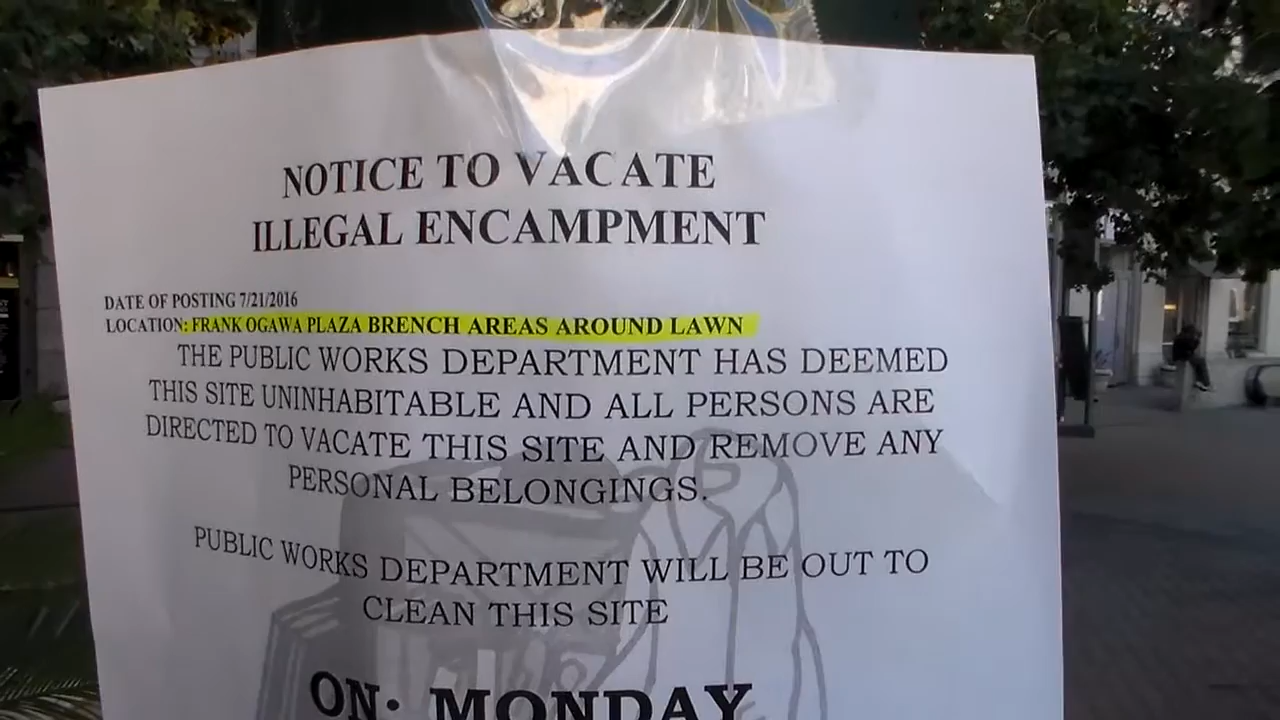 NOTICE TO VACATE
ILLEGAL ENCAMPMENT
DATE OF POSTING 7/21/2016
LOCATION: FRANK OGAWA PLAZA BRENCH AREAS AROUND LAWN
THE PUBLIC WORKS DEPARTMENT HAS DEEMED
THIS SITE UNINHABITABLE AND ALL PERSONS ARE
DIRECTED TO VACATE THIS SITE AND REMOVE ANY
PERSONAL BELONGINGS.
PUBLIC WORKS DEPARTMENT WILL BE OUT TO
CLEAN THIS SITE
ON: MONDAY